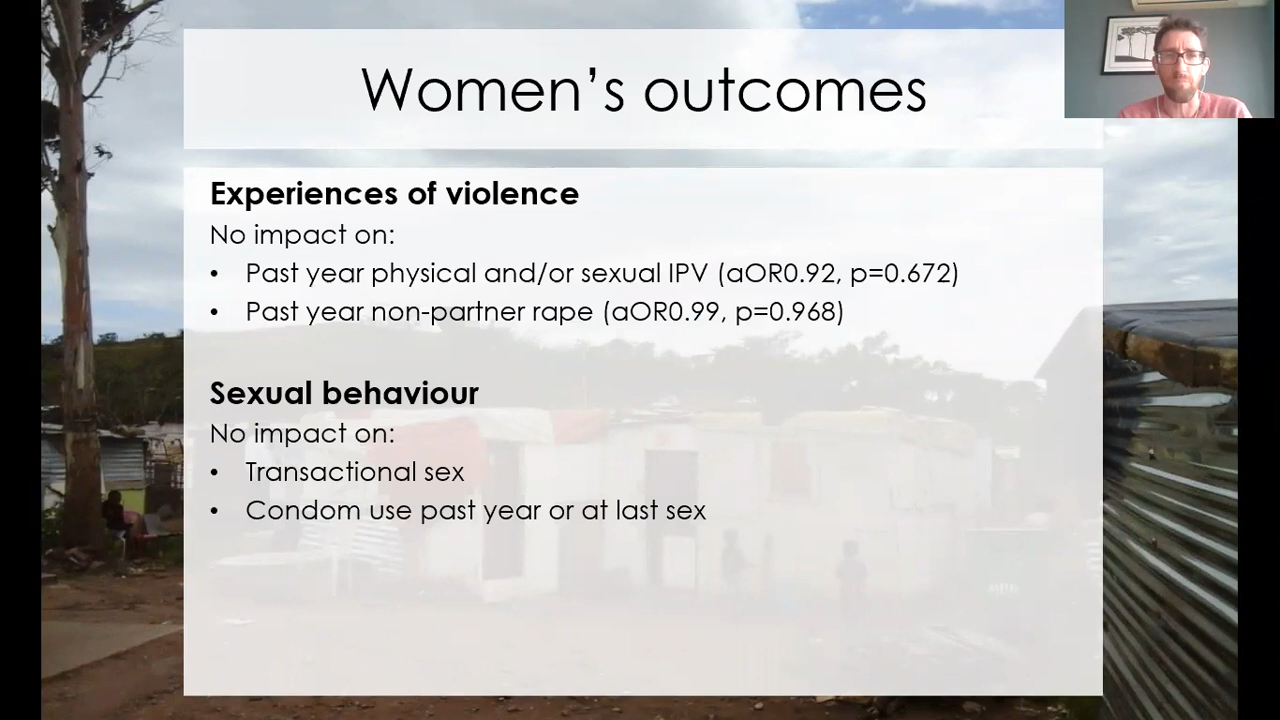 Women’s outcomes
Experiences of violence
No impact on:
• Past year physical and/or sexual IPV (aOR0.92, p=0.672)
• Past year non-partner rape (aOR0.99, p=0.968)
Sexual behaviour
No impact on:
• Transactional sex
• Condom use past year or at last sex